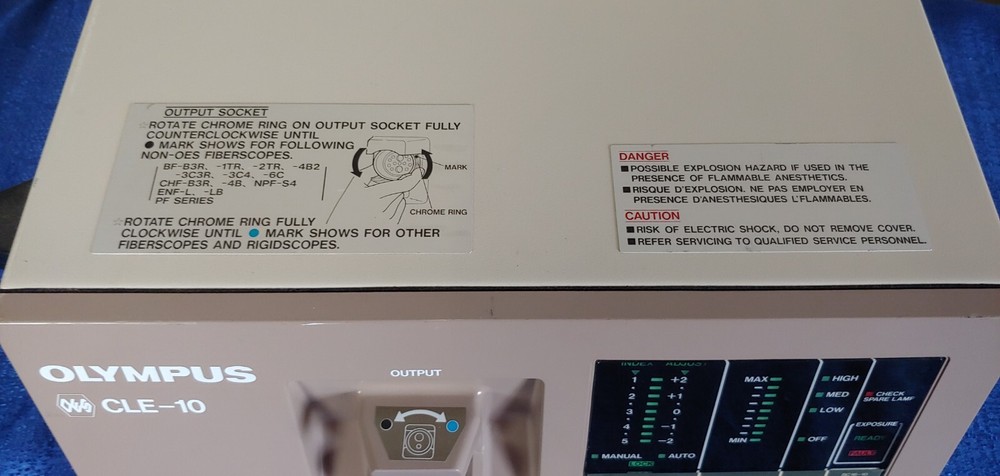 OUTPUT SOCKET
☆ROTATE CHROME RING ON OUTPUT SOCKET FULLY
COUNTERCLOCKWISE UNTIL
● MARK SHOWS FOR FOLLOWING
NON-OES FIBERSCOPES.
BF-B3R, -1TR, -2TR, -4B2
-3C3R, -3C4, -6C
CHF-B3R, -4B, NPF-S4
ENF-L, -LB
PF SERIES
MARK
CHROME RING
☆ROTATE CHROME RING FULLY
CLOCKWISE UNTIL ● MARK SHOWS FOR OTHER
FIBERSCOPES AND RIGIDSCOPES.
DANGER
■ POSSIBLE EXPLOSION HAZARD IF USED IN THE
PRESENCE OF FLAMMABLE ANESTHETICS.
■ RISQUE D'EXPLOSION. NE PAS EMPLOYER EN
PRESENCE D'ANESTHESIQUES L'FLAMMABLES.
CAUTION
■ RISK OF ELECTRIC SHOCK, DO NOT REMOVE COVER.
■ REFER SERVICING TO QUALIFIED SERVICE PERSONNEL.
OLYMPUS
OES CLE-10
OUTPUT
INDEX ADJUST
1 +2
2 +1
3 0
4 -1
5 -2
MANUAL AUTO
LOCK
MAX
MIN
HIGH
MED
LOW
OFF
CHECK
SPARE LAMP
EXPOSURE
READY
FAULT